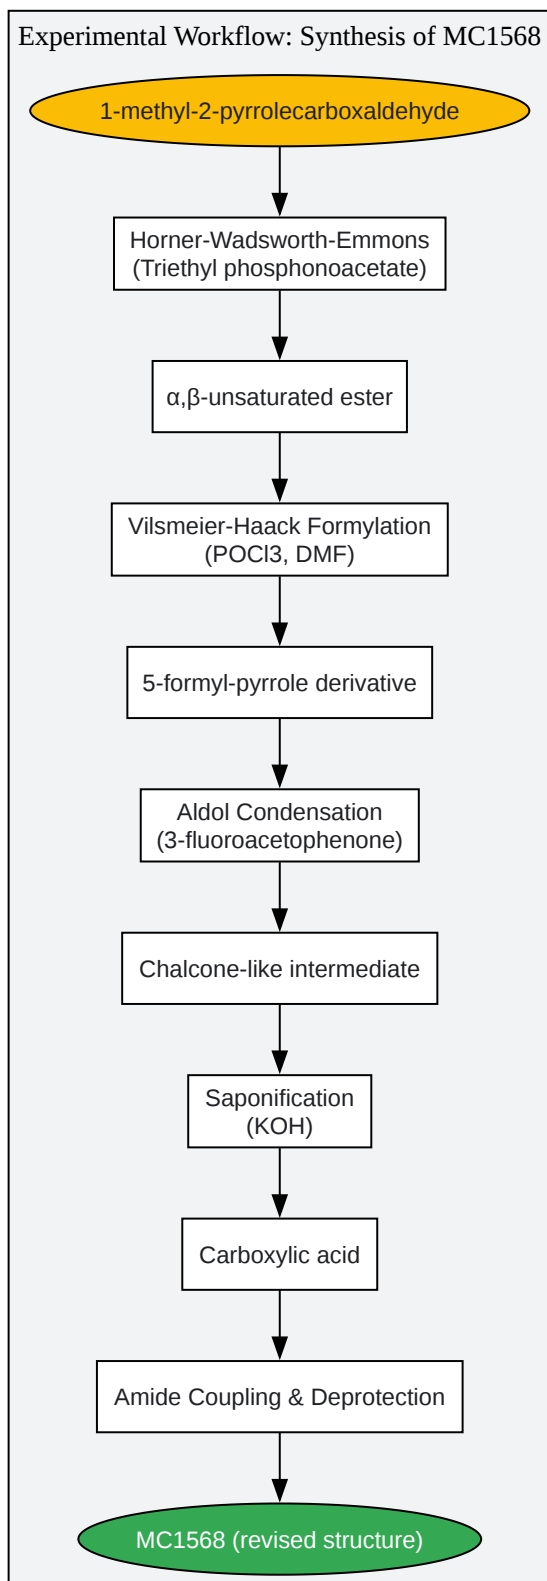 Experimental Workflow: Synthesis of MC1568
1-methyl-2-pyrrolecarboxaldehyde
Horner-Wadsworth-Emmons
(Triethyl phosphonoacetate)
α,β-unsaturated ester
Vilsmeier-Haack Formylation
(POCl3, DMF)
5-formyl-pyrrole derivative
Aldol Condensation
(3-fluoroacetophenone)
Chalcone-like intermediate
Saponification
(KOH)
Carboxylic acid
Amide Coupling & Deprotection
MC1568 (revised structure)